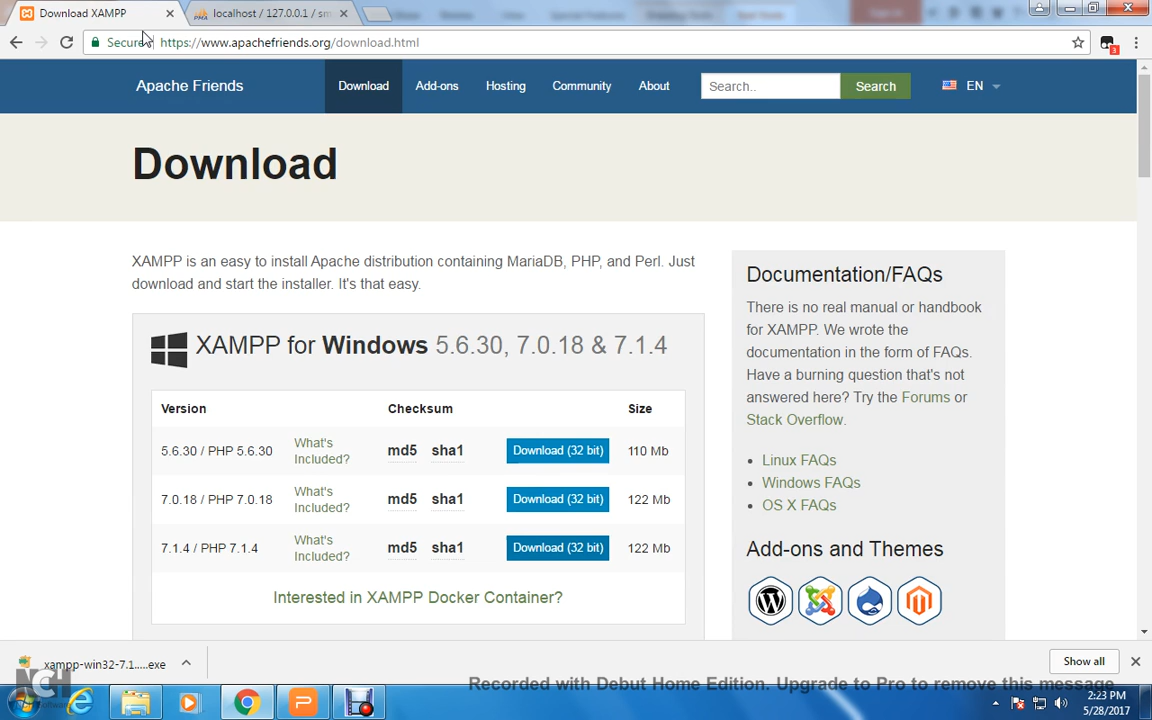 Download XAMPP
localhost / 127.0.0.1 / sm
Secure
https://www.apachefriends.org/download.html
3
Apache Friends
Download
Add-ons
Hosting
Community
About
Search..
Search
EN
Download
XAMPP is an easy to install Apache distribution containing MariaDB, PHP, and Perl. Just
download and start the installer. It's that easy.
XAMPP for Windows 5.6.30, 7.0.18 & 7.1.4
Version Checksum Size
5.6.30 / PHP 5.6.30 What's Included? md5 sha1 Download (32 bit) 110 Mb
7.0.18 / PHP 7.0.18 What's Included? md5 sha1 Download (32 bit) 122 Mb
7.1.4 / PHP 7.1.4 What's Included? md5 sha1 Download (32 bit) 122 Mb
Interested in XAMPP Docker Container?
Documentation/FAQs
There is no real manual or handbook
for XAMPP. We wrote the
documentation in the form of FAQs.
Have a burning question that's not
answered here? Try the Forums or
Stack Overflow.
Linux FAQs
Windows FAQs
OS X FAQs
Add-ons and Themes
xampp-win32-7.1....exe
Show all
NCH
Recorded with Debut Home Edition. Upgrade to Pro to remove this message
2:23 PM
5/28/2017